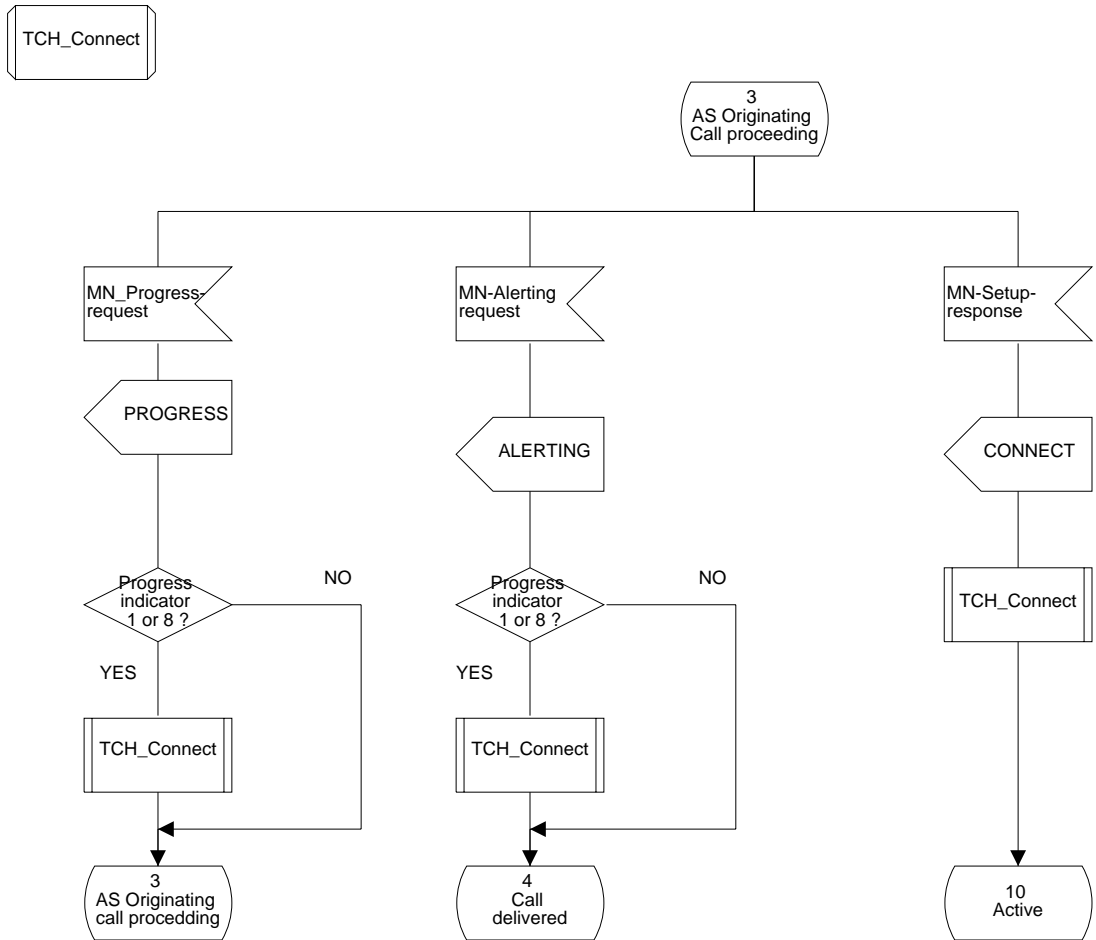 TCH_Connect
3
AS Originating
Call proceeding
MN_Progress-
request
MN-Alerting
request
MN-Setup-
response
PROGRESS
ALERTING
CONNECT
Progress
indicator
1 or 8 ?
NO
YES
Progress
indicator
1 or 8 ?
NO
YES
TCH_Connect
TCH_Connect
TCH_Connect
3
AS Originating
call procedding
4
Call
delivered
10
Active